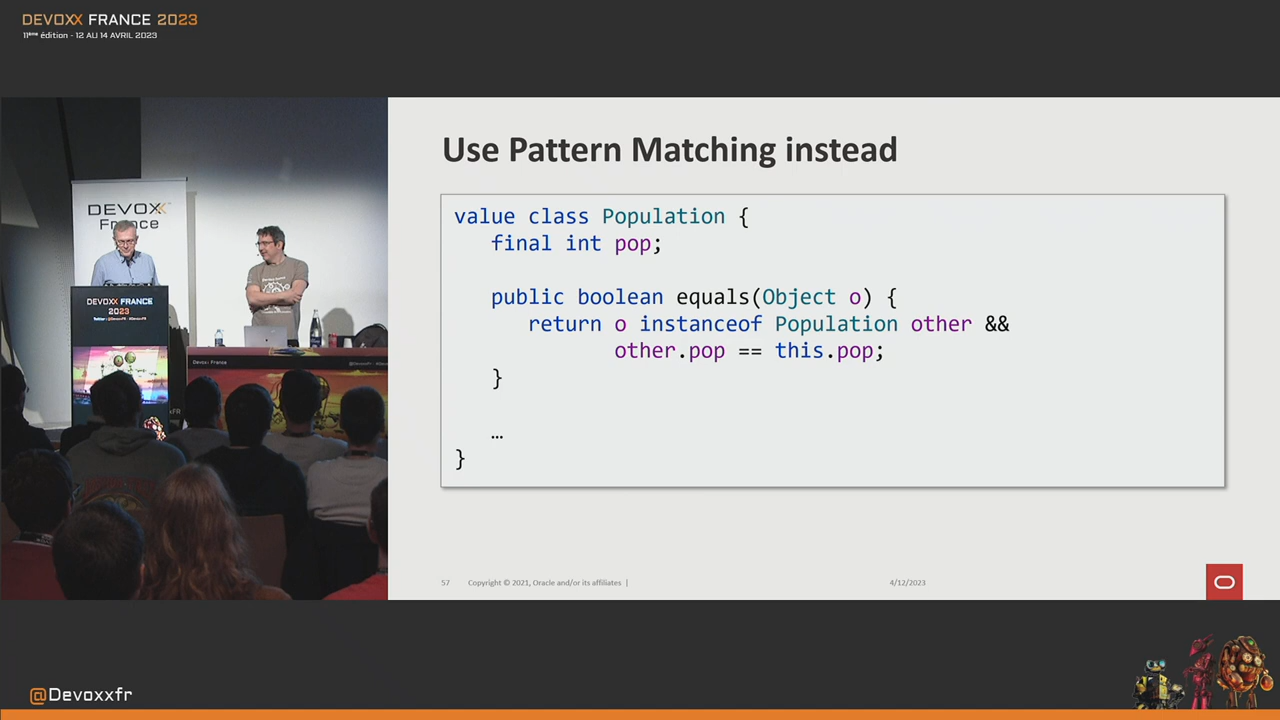 DEVOXX FRANCE 2023
11ème édition - 12 AU 14 AVRIL 2023
DEVOXX
France
DEVOXX FRANCE
2023
Devoxx France
Use Pattern Matching instead
value class Population {
final int pop;
public boolean equals(Object o) {
return o instanceof Population other &&
other.pop == this.pop;
}
…
}
57 Copyright © 2021, Oracle and/or its affiliates |
4/12/2023
@Devoxxfr